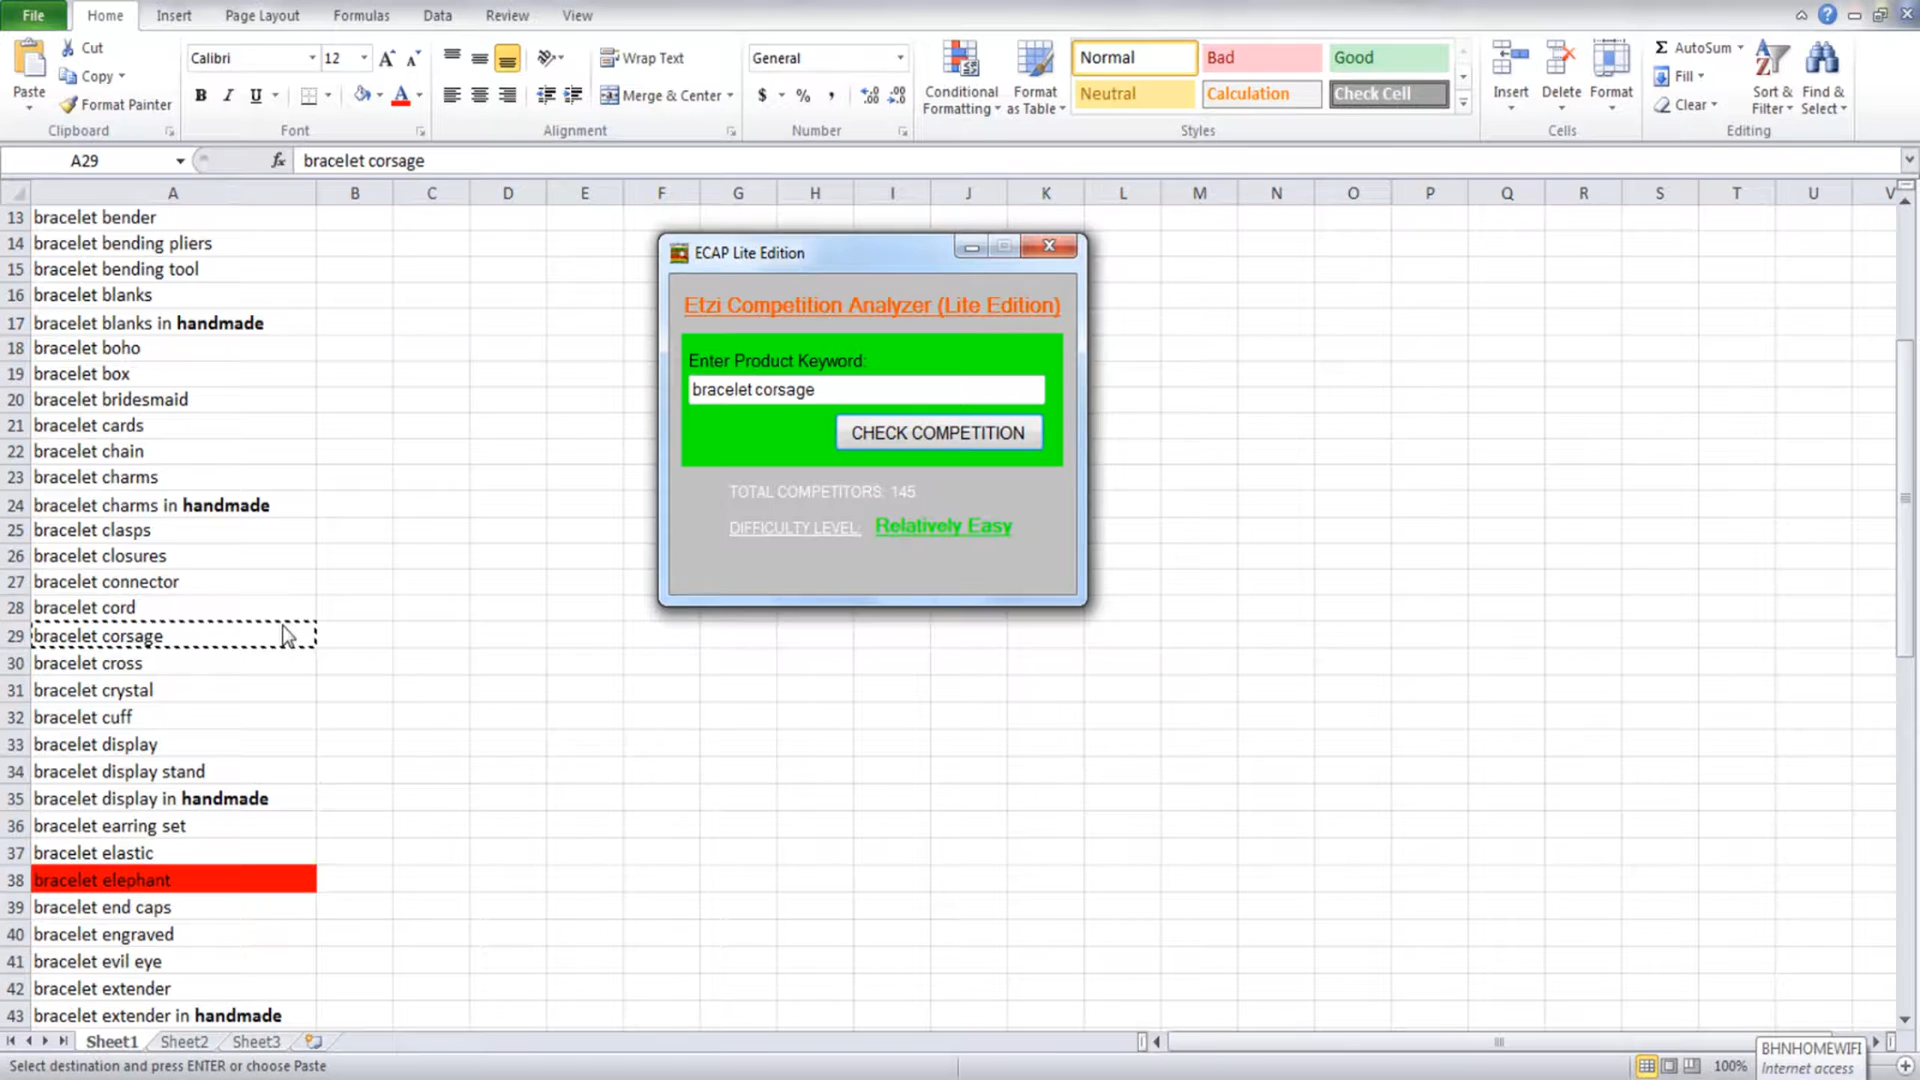 File Home Insert Page Layout Formulas Data Review View
Cut
Copy
Format Painter
Paste
Clipboard
Calibri 12
B I U
Font
Wrap Text
Merge & Center
Alignment
General
$ % ,
Number
Conditional Formatting
Format as Table
Normal Bad Good
Neutral Calculation Check Cell
Styles
Insert Delete Format
Cells
Σ AutoSum
Fill
Clear
Sort & Filter
Find & Select
Editing
A29 fx bracelet corsage
A B C D E F G H I J K L M N O P Q R S T U V
13 bracelet bender
14 bracelet bending pliers
15 bracelet bending tool
16 bracelet blanks
17 bracelet blanks in handmade
18 bracelet boho
19 bracelet box
20 bracelet bridesmaid
21 bracelet cards
22 bracelet chain
23 bracelet charms
24 bracelet charms in handmade
25 bracelet clasps
26 bracelet closures
27 bracelet connector
28 bracelet cord
29 bracelet corsage
30 bracelet cross
31 bracelet crystal
32 bracelet cuff
33 bracelet display
34 bracelet display stand
35 bracelet display in handmade
36 bracelet earring set
37 bracelet elastic
38 bracelet elephant
39 bracelet end caps
40 bracelet engraved
41 bracelet evil eye
42 bracelet extender
43 bracelet extender in handmade
ECAP Lite Edition
Etzi Competition Analyzer (Lite Edition)
Enter Product Keyword:
bracelet corsage
CHECK COMPETITION
TOTAL COMPETITORS: 145
DIFFICULTY LEVEL: Relatively Easy
Sheet1 Sheet2 Sheet3
Select destination and press ENTER or choose Paste
100%
BHNHOMEWIFI
Internet access